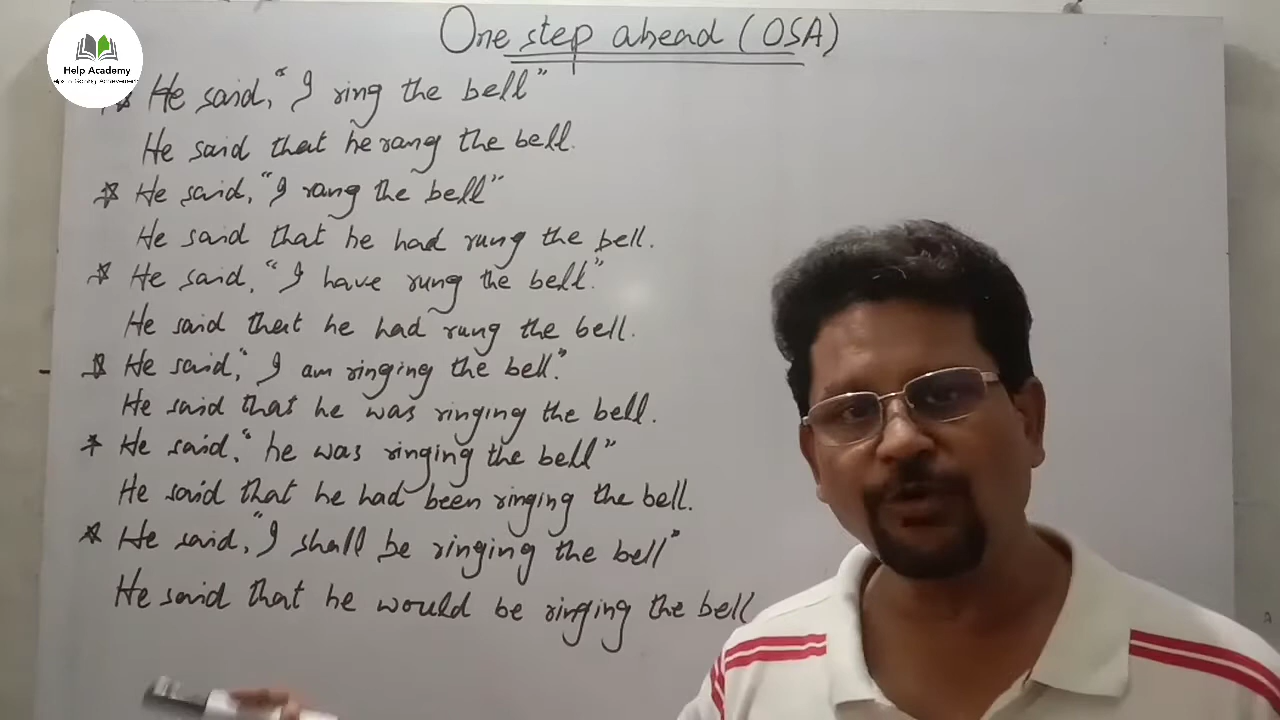 One step ahead (OSA)
Help Academy
He said, "I ring the bell"
He said that he rang the bell.
He said, "I rang the bell"
He said that he had rung the bell.
He said, "I have rung the bell."
He said that he had rung the bell.
He said, "I am ringing the bell."
He said that he was ringing the bell.
He said, "he was ringing the bell"
He said that he had been ringing the bell.
He said, "I shall be ringing the bell"
He said that he would be ringing the bell